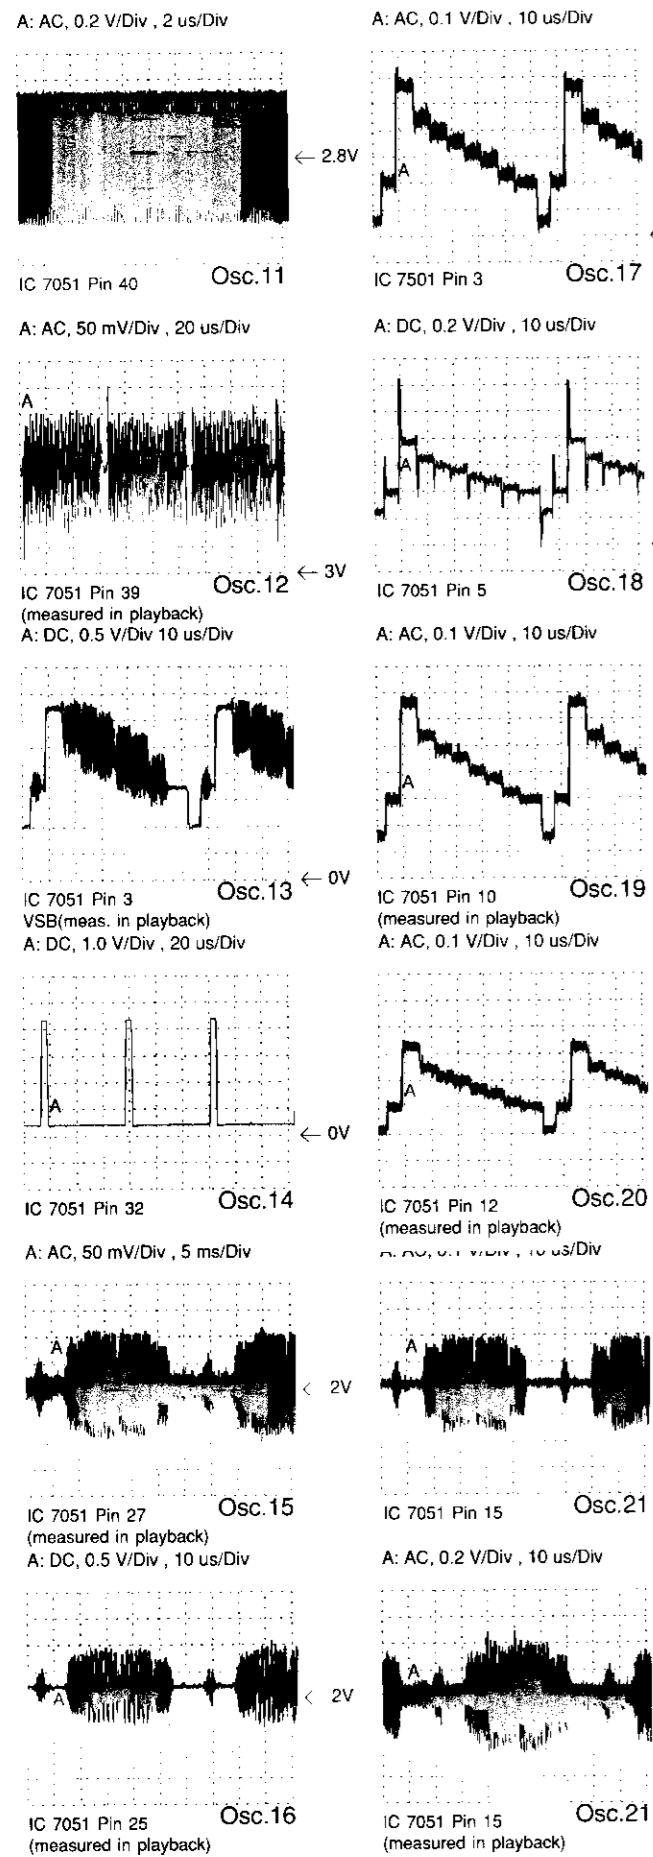 A: AC, 0.2 V/Div , 2 us/Div
← 2.8V
IC 7051 Pin 40
Osc.11
A: AC, 50 mV/Div , 20 us/Div
A
← 3V
IC 7051 Pin 39
Osc.12
(measured in playback)
A: DC, 0.5 V/Div 10 us/Div
← 0V
IC 7051 Pin 3
Osc.13
VSB(meas. in playback)
A: DC, 1.0 V/Div , 20 us/Div
A
← 0V
IC 7051 Pin 32
Osc.14
A: AC, 50 mV/Div , 5 ms/Div
A
2V
IC 7051 Pin 27
Osc.15
(measured in playback)
A: DC, 0.5 V/Div , 10 us/Div
A
2V
IC 7051 Pin 25
Osc.16
(measured in playback)
A: AC, 0.1 V/Div , 10 us/Div
A
IC 7501 Pin 3
Osc.17
A: DC, 0.2 V/Div , 10 us/Div
A
IC 7051 Pin 5
Osc.18
A: AC, 0.1 V/Div , 10 us/Div
A
IC 7051 Pin 10
Osc.19
(measured in playback)
A: AC, 0.1 V/Div , 10 us/Div
A
IC 7051 Pin 12
Osc.20
(measured in playback)
A: AC, 0.1 V/Div , 10 us/Div
A
IC 7051 Pin 15
Osc.21
A: AC, 0.2 V/Div , 10 us/Div
A
IC 7051 Pin 15
Osc.21
(measured in playback)